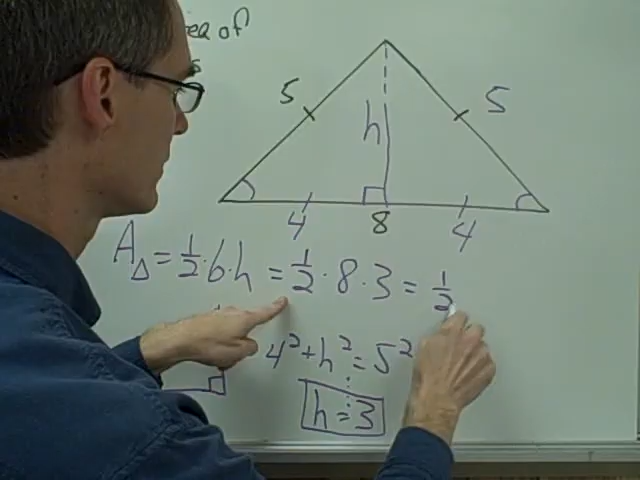 ea of
s
5
5
h
4
8
4
A△ = 1/2 · b · h = 1/2 · 8 · 3 = 1/2
4² + h² = 5²
h = 3